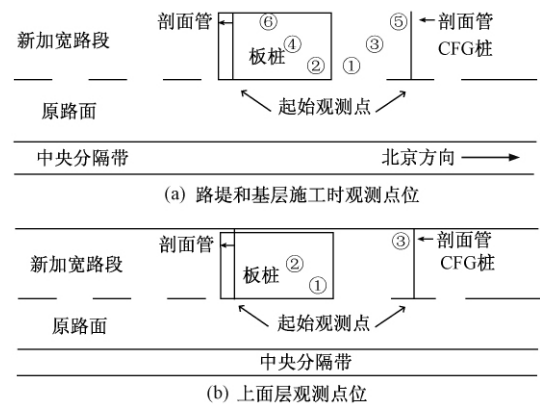 剖面管 ⑥ ⑤ 剖面管
新加宽路段 ④ ③ CFG桩
板桩 ② ①
原路面 起始观测点
中央分隔带 北京方向
(a) 路堤和基层施工时观测点位
剖面管 ③ 剖面管
新加宽路段 ② CFG桩
板桩 ①
原路面 起始观测点
中央分隔带
(b) 上面层观测点位